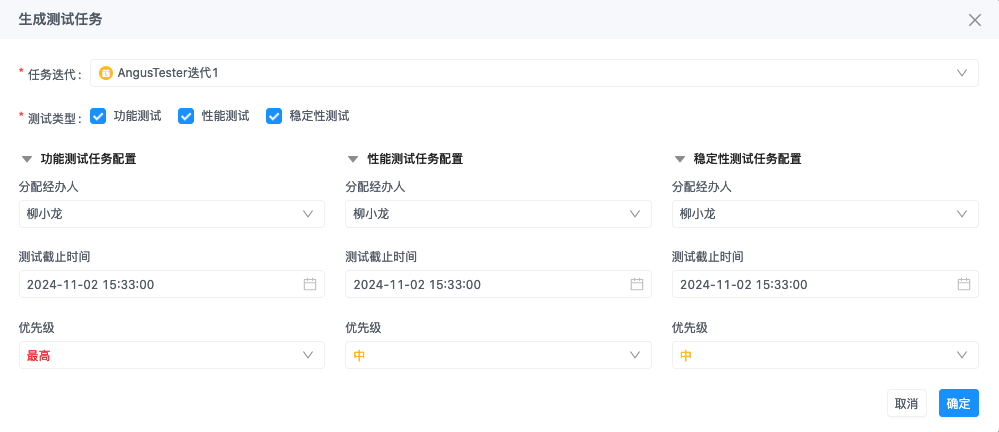 生成测试任务
* 任务迭代： AngusTester迭代1
* 测试类型： 功能测试 性能测试 稳定性测试
功能测试任务配置 性能测试任务配置 稳定性测试任务配置
分配经办人 分配经办人 分配经办人
柳小龙 柳小龙 柳小龙
测试截止时间 测试截止时间 测试截止时间
2024-11-02 15:33:00 2024-11-02 15:33:00 2024-11-02 15:33:00
优先级 优先级 优先级
最高 中 中
取消 确定